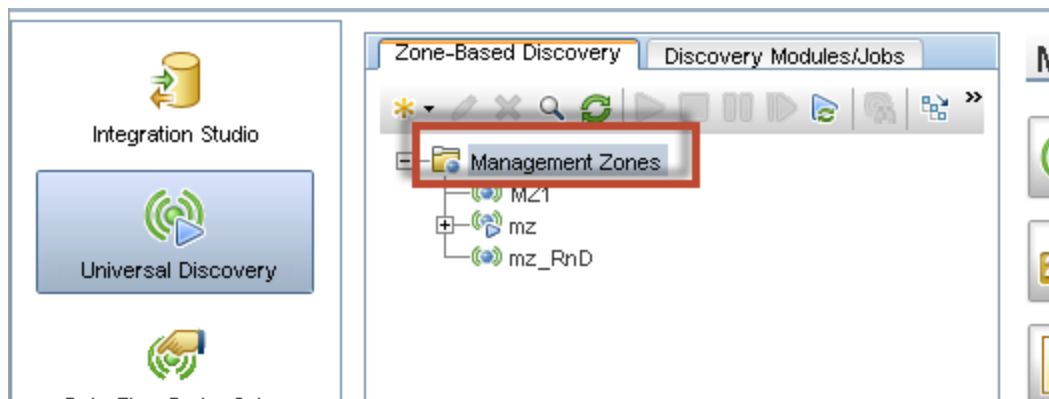 Integration Studio
Universal Discovery
Zone-Based Discovery
Discovery Modules/Jobs
»
Management Zones
MZ1
mz
mz_RnD